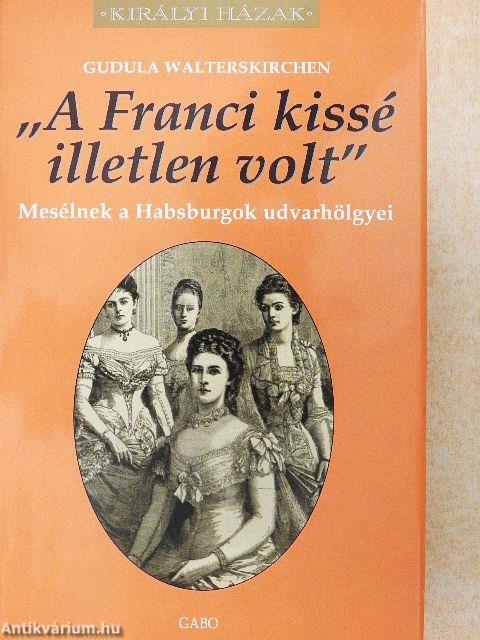 • KIRÁLYI HÁZAK •
GUDULA WALTERSKIRCHEN
„A Franci kissé
illetlen volt”
Mesélnek a Habsburgok udvarhölgyei
GABO
Antikvárium.hu